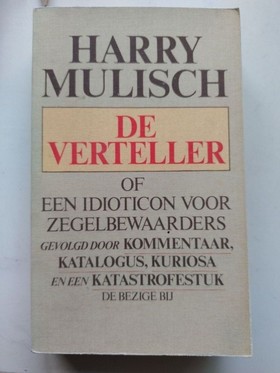 HARRY
MULISCH
DE
VERTELLER
OF
EEN IDIOTICON VOOR
ZEGELBEWAARDERS
GEVOLGD DOOR KOMMENTAAR,
KATALOGUS, KURIOSA
EN EEN KATASTROFESTUK
DE BEZIGE BIJ